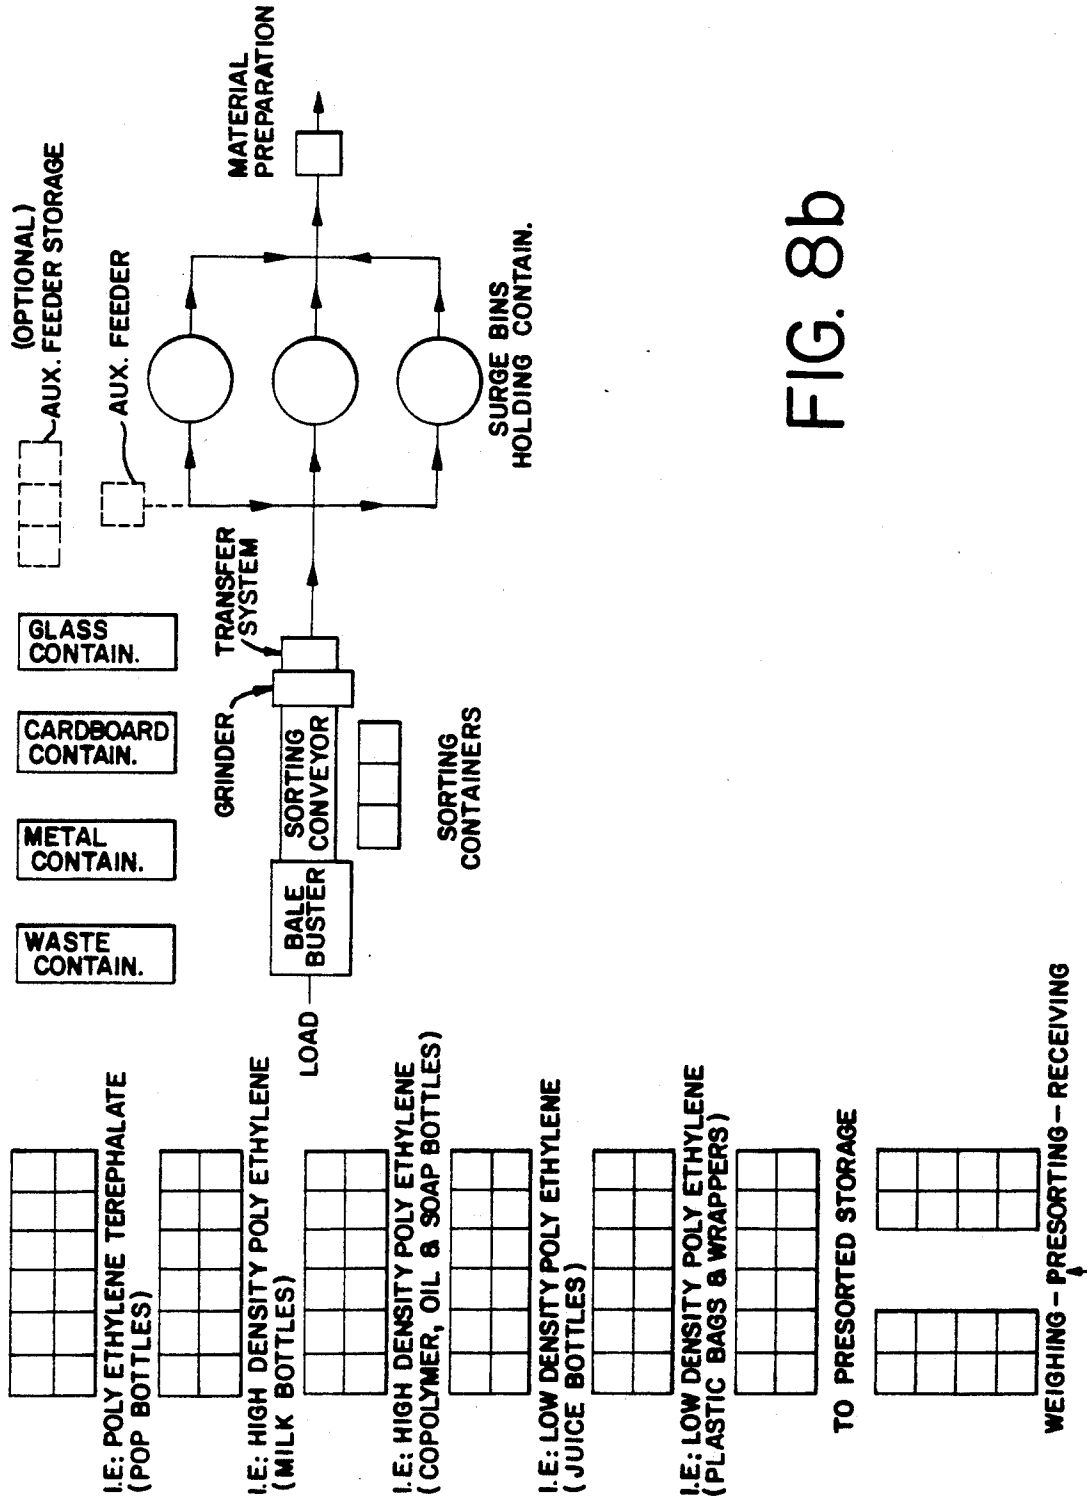 I.E: POLY ETHYLENE TEREPHALATE
(POP BOTTLES)
I.E: HIGH DENSITY POLY ETHYLENE
(MILK BOTTLES)
I.E: HIGH DENSITY POLY ETHYLENE
(COPOLYMER, OIL & SOAP BOTTLES)
I.E: LOW DENSITY POLY ETHYLENE
(JUICE BOTTLES)
I.E: LOW DENSITY POLY ETHYLENE
(PLASTIC BAGS & WRAPPERS)
TO PRESORTED STORAGE
WEIGHING – PRESORTING – RECEIVING
WASTE
CONTAIN.
METAL
CONTAIN.
CARDBOARD
CONTAIN.
GLASS
CONTAIN.
(OPTIONAL)
AUX. FEEDER STORAGE
AUX. FEEDER
LOAD
BALE
BUSTER
SORTING
CONVEYOR
GRINDER
TRANSFER
SYSTEM
SORTING
CONTAINERS
SURGE BINS
HOLDING CONTAIN.
MATERIAL
PREPARATION
FIG. 8b